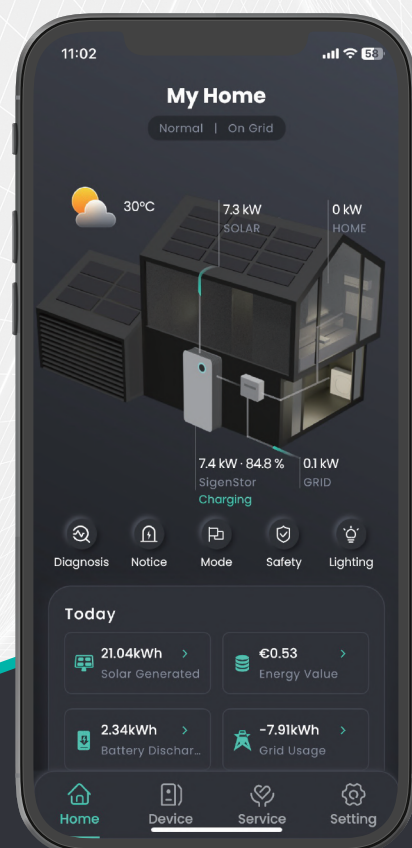 11:02
58
My Home
Normal | On Grid
30°C
7.3 kW
SOLAR
0 kW
HOME
7.4 kW · 84.8 %
SigenStor
Charging
0.1 kW
GRID
Diagnosis
Notice
Mode
Safety
Lighting
Today
21.04kWh >
Solar Generated
€0.53 >
Energy Value
2.34kWh >
Battery Dischar...
-7.91kWh >
Grid Usage
Home
Device
Service
Setting